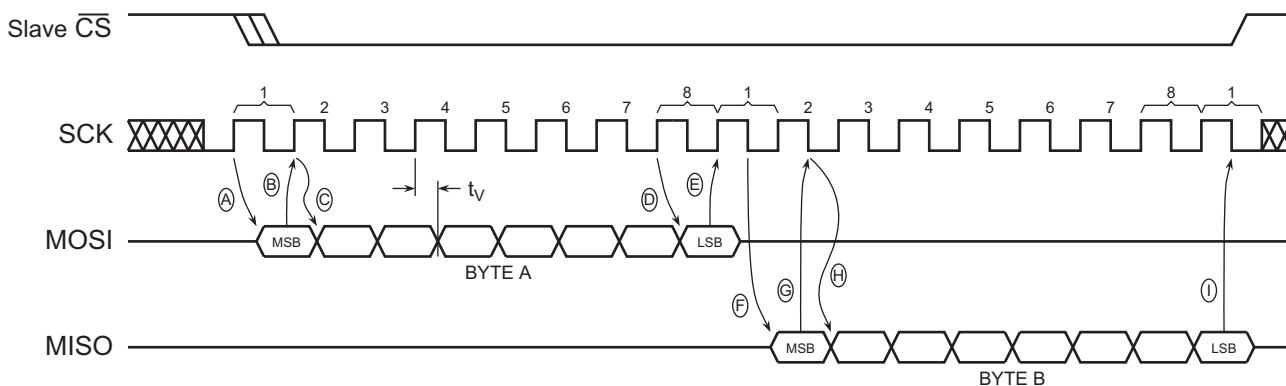 Slave CS
1 2 3 4 5 6 7 8 1 2 3 4 5 6 7 8 1
SCK
A B C tV D E
MOSI MSB LSB
BYTE A
F G H I
MISO MSB LSB
BYTE B